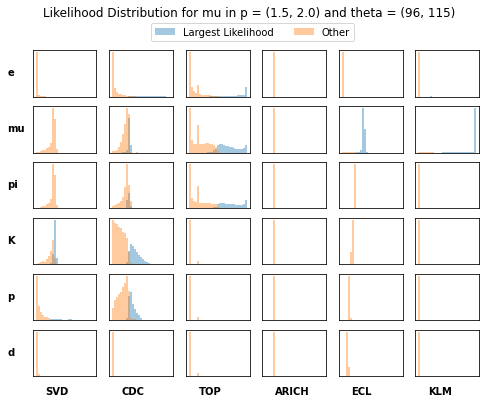 Likelihood Distribution for mu in p = (1.5, 2.0) and theta = (96, 115)
Largest Likelihood Other
e
mu
pi
K
p
d
SVD CDC TOP ARICH ECL KLM